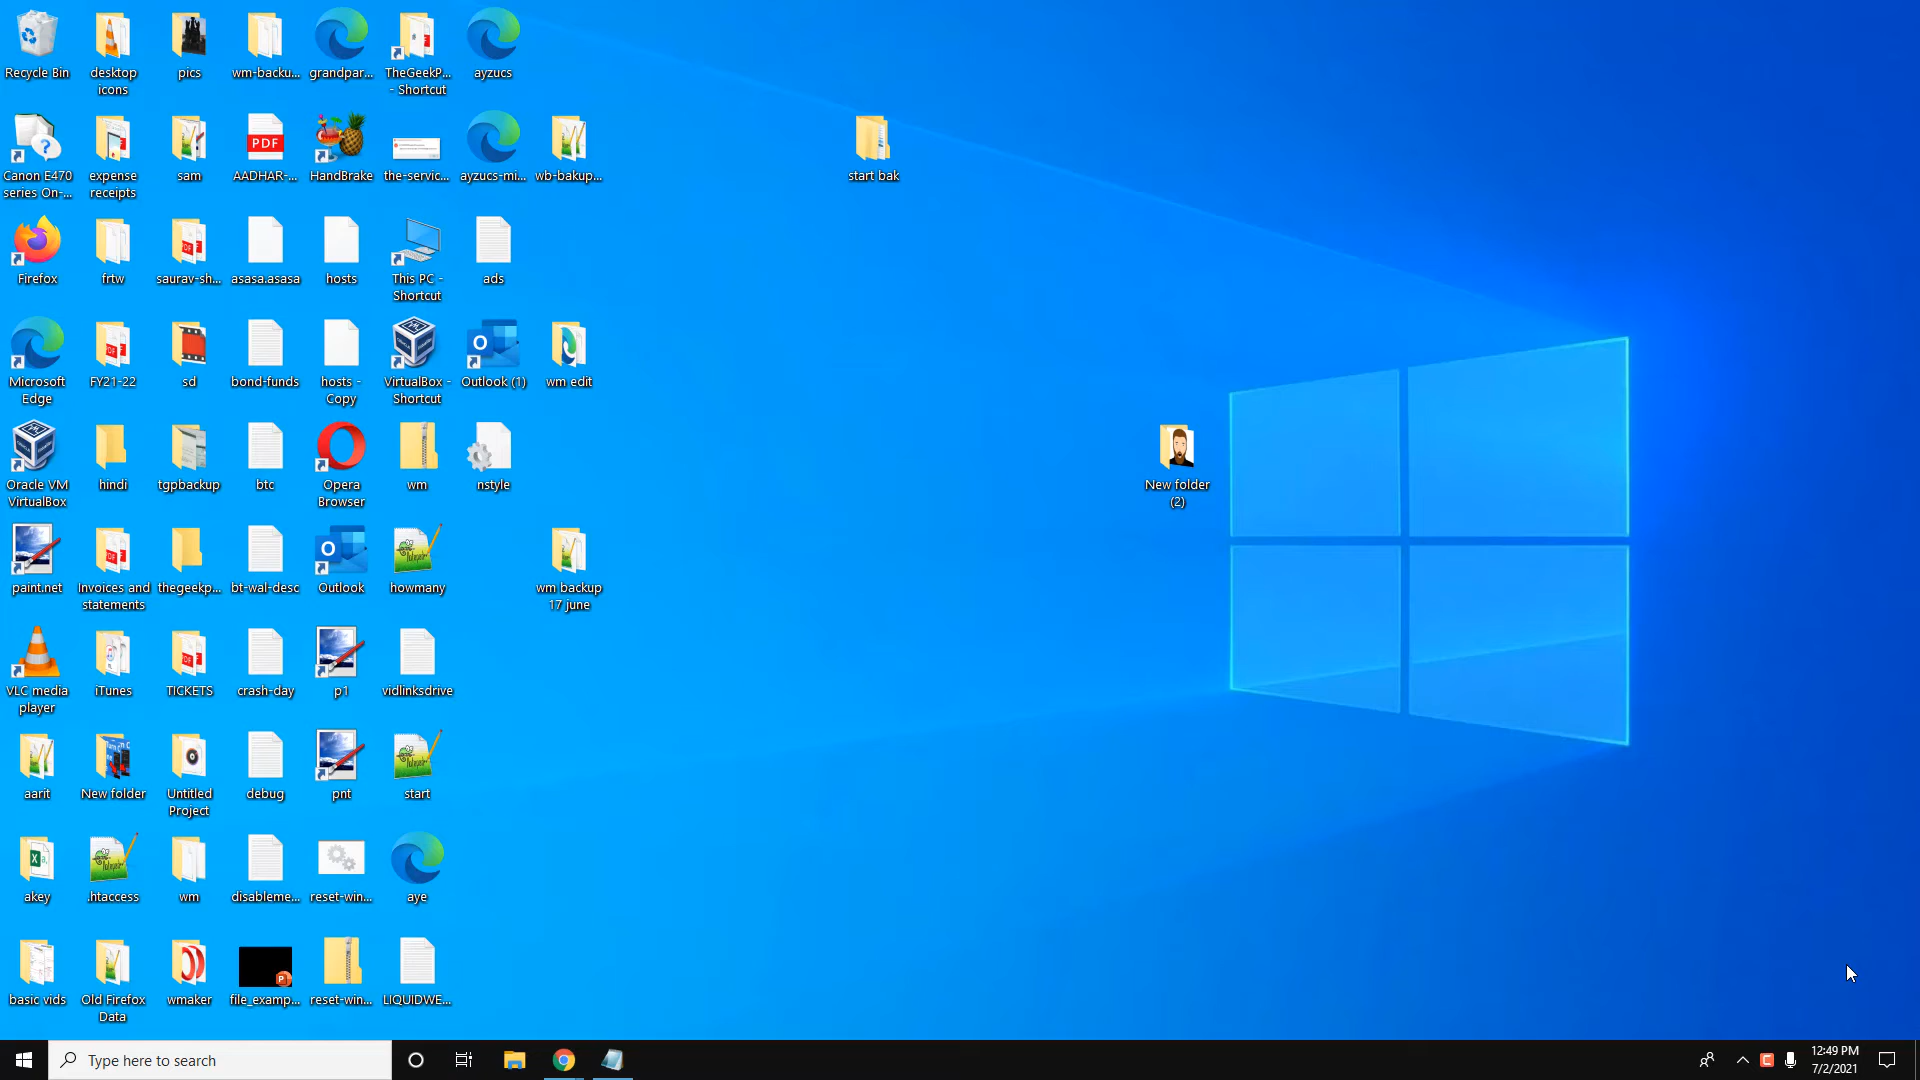 Recycle Bin
desktop
icons
pics
wm-backu...
grandpar...
TheGeekP...
- Shortcut
ayzucs
Canon E470
series On-...
expense
receipts
sam
PDF
AADHAR-...
HandBrake
the-servic...
ayzucs-mi...
wb-bakup...
start bak
Firefox
frtw
saurav-sh...
asasa.asasa
hosts
This PC -
Shortcut
ads
Microsoft
Edge
FY21-22
sd
bond-funds
hosts -
Copy
VirtualBox -
Shortcut
Outlook (1)
wm edit
Oracle VM
VirtualBox
hindi
tgpbackup
btc
Opera
Browser
wm
nstyle
New folder
(2)
paint.net
Invoices and
statements
thegeekp...
bt-wal-desc
Outlook
howmany
wm backup
17 june
VLC media
player
iTunes
TICKETS
crash-day
p1
vidlinksdrive
aarit
New folder
Untitled
Project
debug
pnt
start
akey
.htaccess
wm
disableme...
reset-win...
aye
basic vids
Old Firefox
Data
wmaker
file_examp...
reset-win...
LIQUIDWE...
Type here to search
12:49 PM
7/2/2021